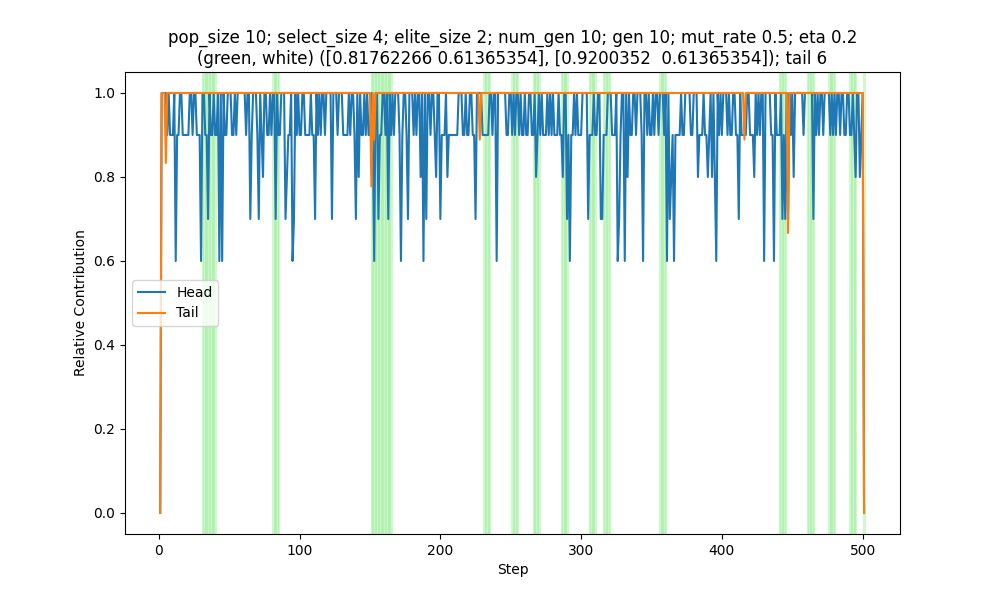 pop_size 10; select_size 4; elite_size 2; num_gen 10; gen 10; mut_rate 0.5; eta 0.2
(green, white) ([0.81762266 0.61365354], [0.9200352  0.61365354]); tail 6
Relative Contribution
1.0
0.8
0.6
0.4
0.2
0.0
Head
Tail
0
100
200
300
400
500
Step